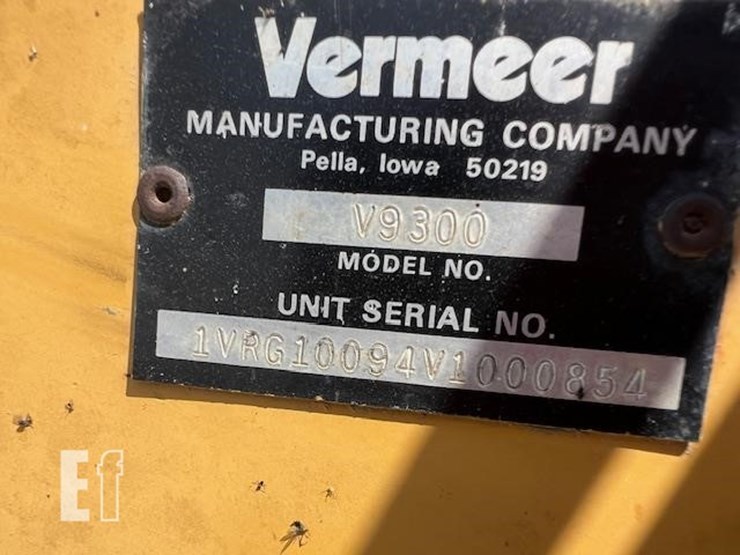 Vermeer
MANUFACTURING COMPANY
Pella, Iowa 50219
V9300
MODEL NO.
UNIT SERIAL NO.
1VRG10094V1000854
Ef